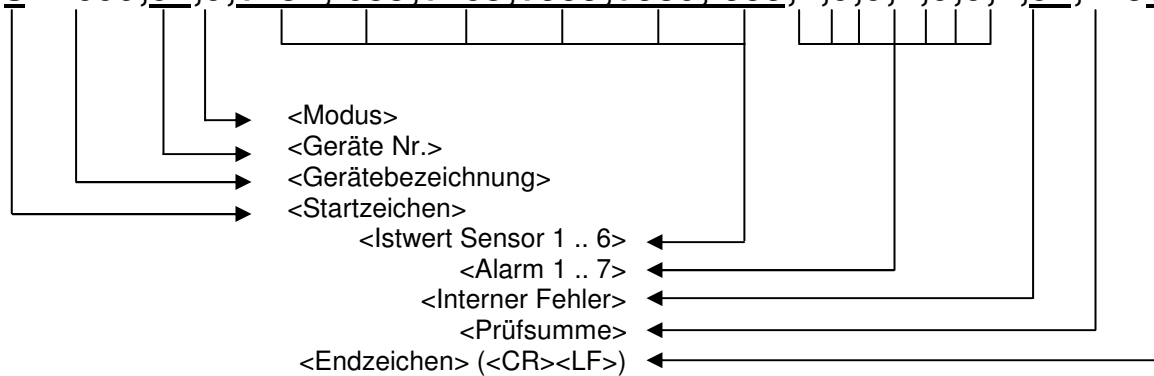 <Modus>
<Geräte Nr.>
<Gerätebezeichnung>
<Startzeichen>
<Istwert Sensor 1 .. 6>
<Alarm 1 .. 7>
<Interner Fehler>
<Prüfsumme>
<Endzeichen> (<CR><LF>)